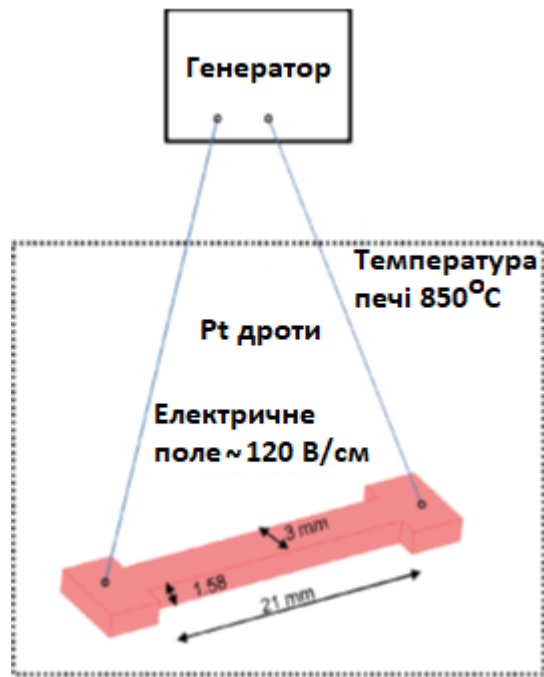 Генератор
Температура
печі 850°C
Pt дроти
Електричне
поле ~ 120 В/см
3 mm
1.58
21 mm